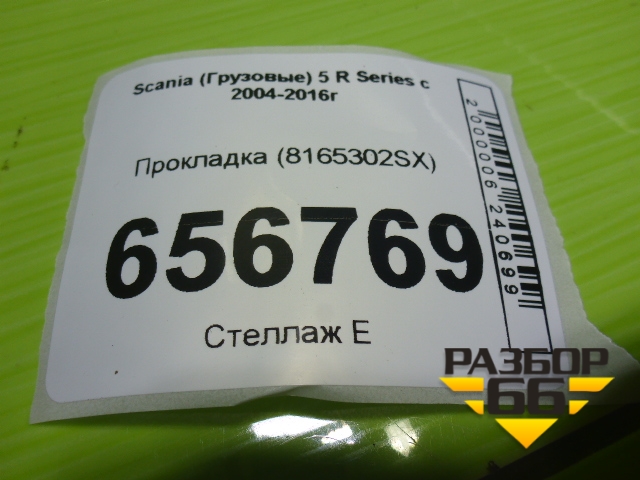 Scania (Грузовые) 5 R Series с
2004-2016г
Прокладка (8165302SX)
656769
Стеллаж Е
2000006240699
РАЗБОР
66